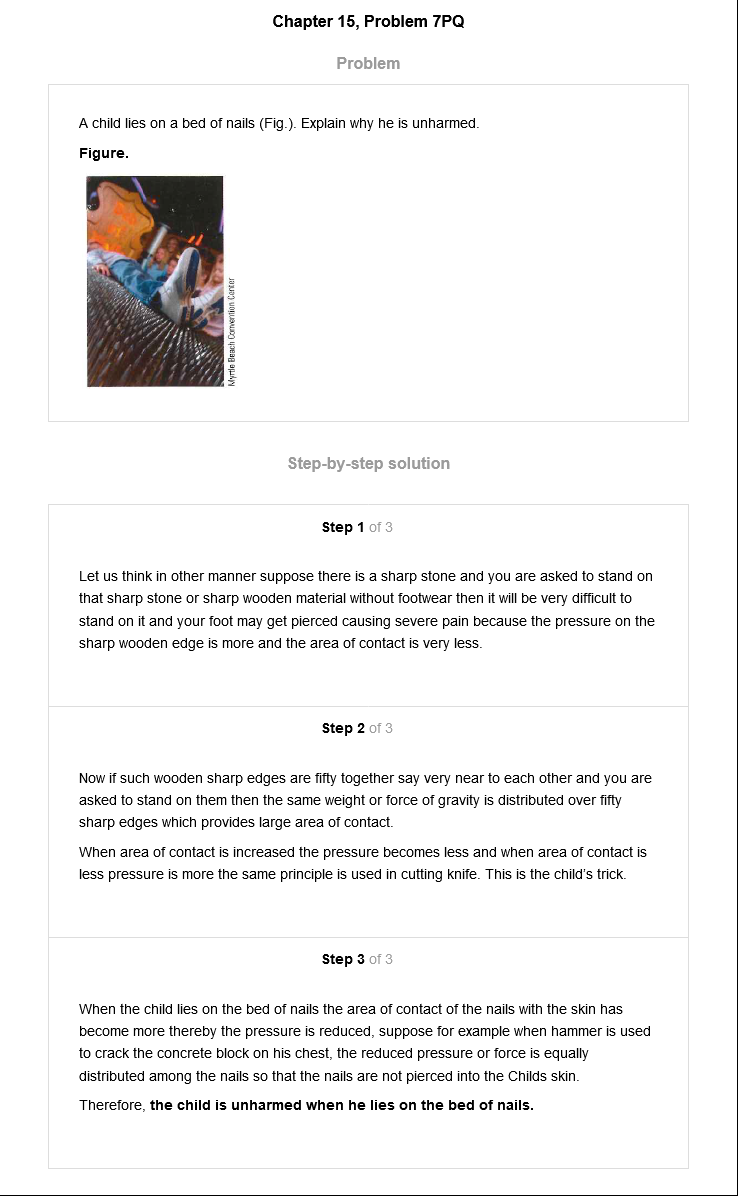 Chapter 15, Problem 7PQ
Problem
A child lies on a bed of nails (Fig.). Explain why he is unharmed.
Figure.
Myrtle Beach Convention Center
Step-by-step solution
Step 1 of 3
Let us think in other manner suppose there is a sharp stone and you are asked to stand on
that sharp stone or sharp wooden material without footwear then it will be very difficult to
stand on it and your foot may get pierced causing severe pain because the pressure on the
sharp wooden edge is more and the area of contact is very less.
Step 2 of 3
Now if such wooden sharp edges are fifty together say very near to each other and you are
asked to stand on them then the same weight or force of gravity is distributed over fifty
sharp edges which provides large area of contact.
When area of contact is increased the pressure becomes less and when area of contact is
less pressure is more the same principle is used in cutting knife. This is the child's trick.
Step 3 of 3
When the child lies on the bed of nails the area of contact of the nails with the skin has
become more thereby the pressure is reduced, suppose for example when hammer is used
to crack the concrete block on his chest, the reduced pressure or force is equally
distributed among the nails so that the nails are not pierced into the Childs skin.
Therefore, the child is unharmed when he lies on the bed of nails.